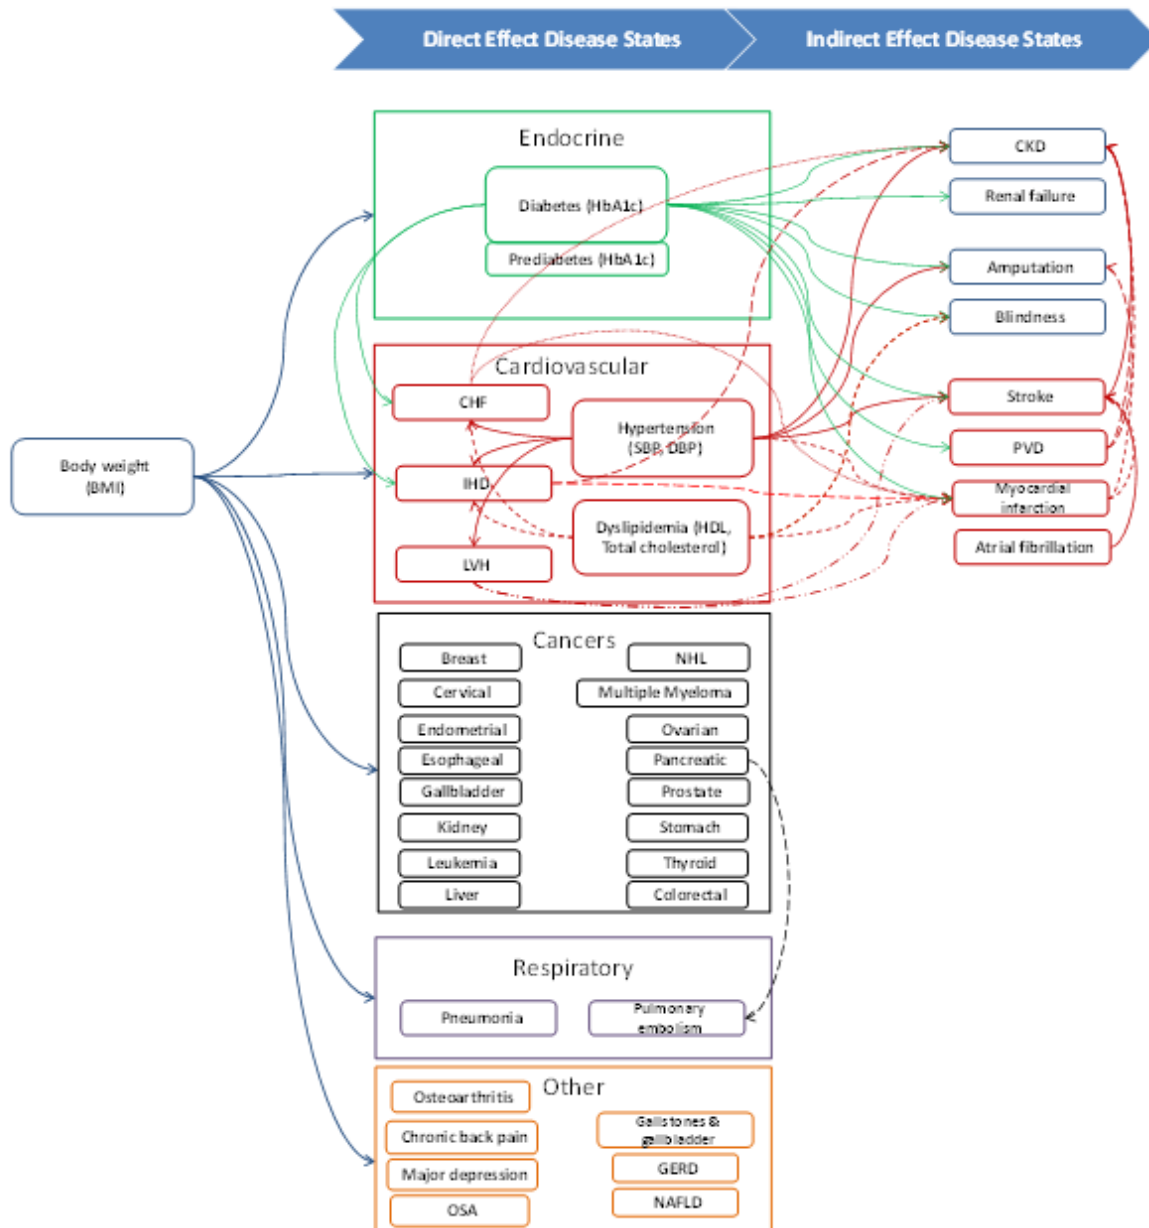 Direct Effect Disease States
Indirect Effect Disease States
Endocrine
Diabetes (HbA1c)
Prediabetes (HbA1c)
CKD
Renal failure
Amputation
Blindness
Cardiovascular
CHF
Hypertension
(SBP, DBP)
IHD
Dyslipidemia (HDL,
Total cholesterol)
LVH
Stroke
PVD
Myocardial
infarction
Atrial fibrillation
Body weight
(BMI)
Cancers
Breast
NHL
Cervical
Multiple Myeloma
Endometrial
Ovarian
Esophageal
Pancreatic
Gallbladder
Prostate
Kidney
Stomach
Leukemia
Thyroid
Liver
Colorectal
Respiratory
Pneumonia
Pulmonary
embolism
Other
Osteoarthritis
Gallstones &
gallbladder
Chronic back pain
Major depression
GERD
OSA
NAFLD